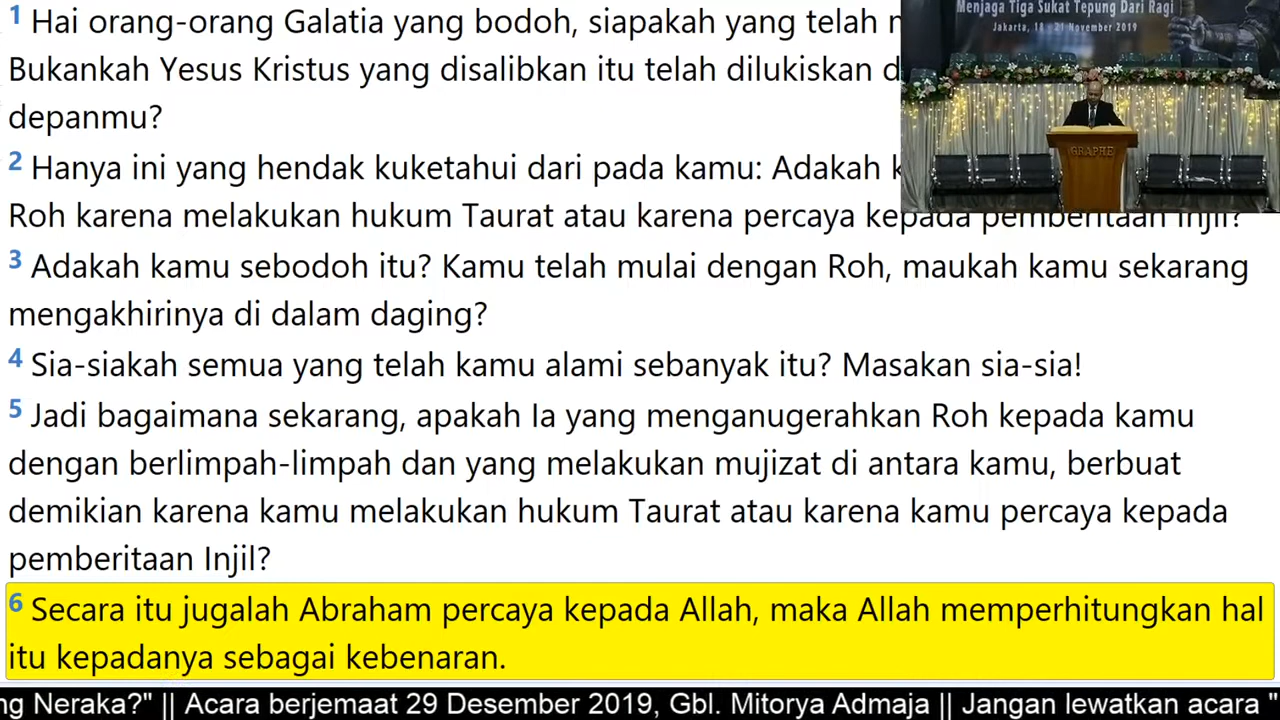 1 Hai orang-orang Galatia yang bodoh, siapakah yang telah
Bukankah Yesus Kristus yang disalibkan itu telah dilukiskan
depanmu?
2 Hanya ini yang hendak kuketahui dari pada kamu: Adakah
Roh karena melakukan hukum Taurat atau karena percaya kepada pemberitaan Injil?
3 Adakah kamu sebodoh itu? Kamu telah mulai dengan Roh, maukah kamu sekarang
mengakhirinya di dalam daging?
4 Sia-siakah semua yang telah kamu alami sebanyak itu? Masakan sia-sia!
5 Jadi bagaimana sekarang, apakah Ia yang menganugerahkan Roh kepada kamu
dengan berlimpah-limpah dan yang melakukan mujizat di antara kamu, berbuat
demikian karena kamu melakukan hukum Taurat atau karena kamu percaya kepada
pemberitaan Injil?
6 Secara itu jugalah Abraham percaya kepada Allah, maka Allah memperhitungkan hal
itu kepadanya sebagai kebenaran.
Menjaga Tiga Sukat Tepung Dari Ragi
Jakarta, 18 - 21 November 2019
GRAPHE
ng Neraka?" || Acara berjemaat 29 Desember 2019, Gbl. Mitorya Admaja || Jangan lewatkan acara "